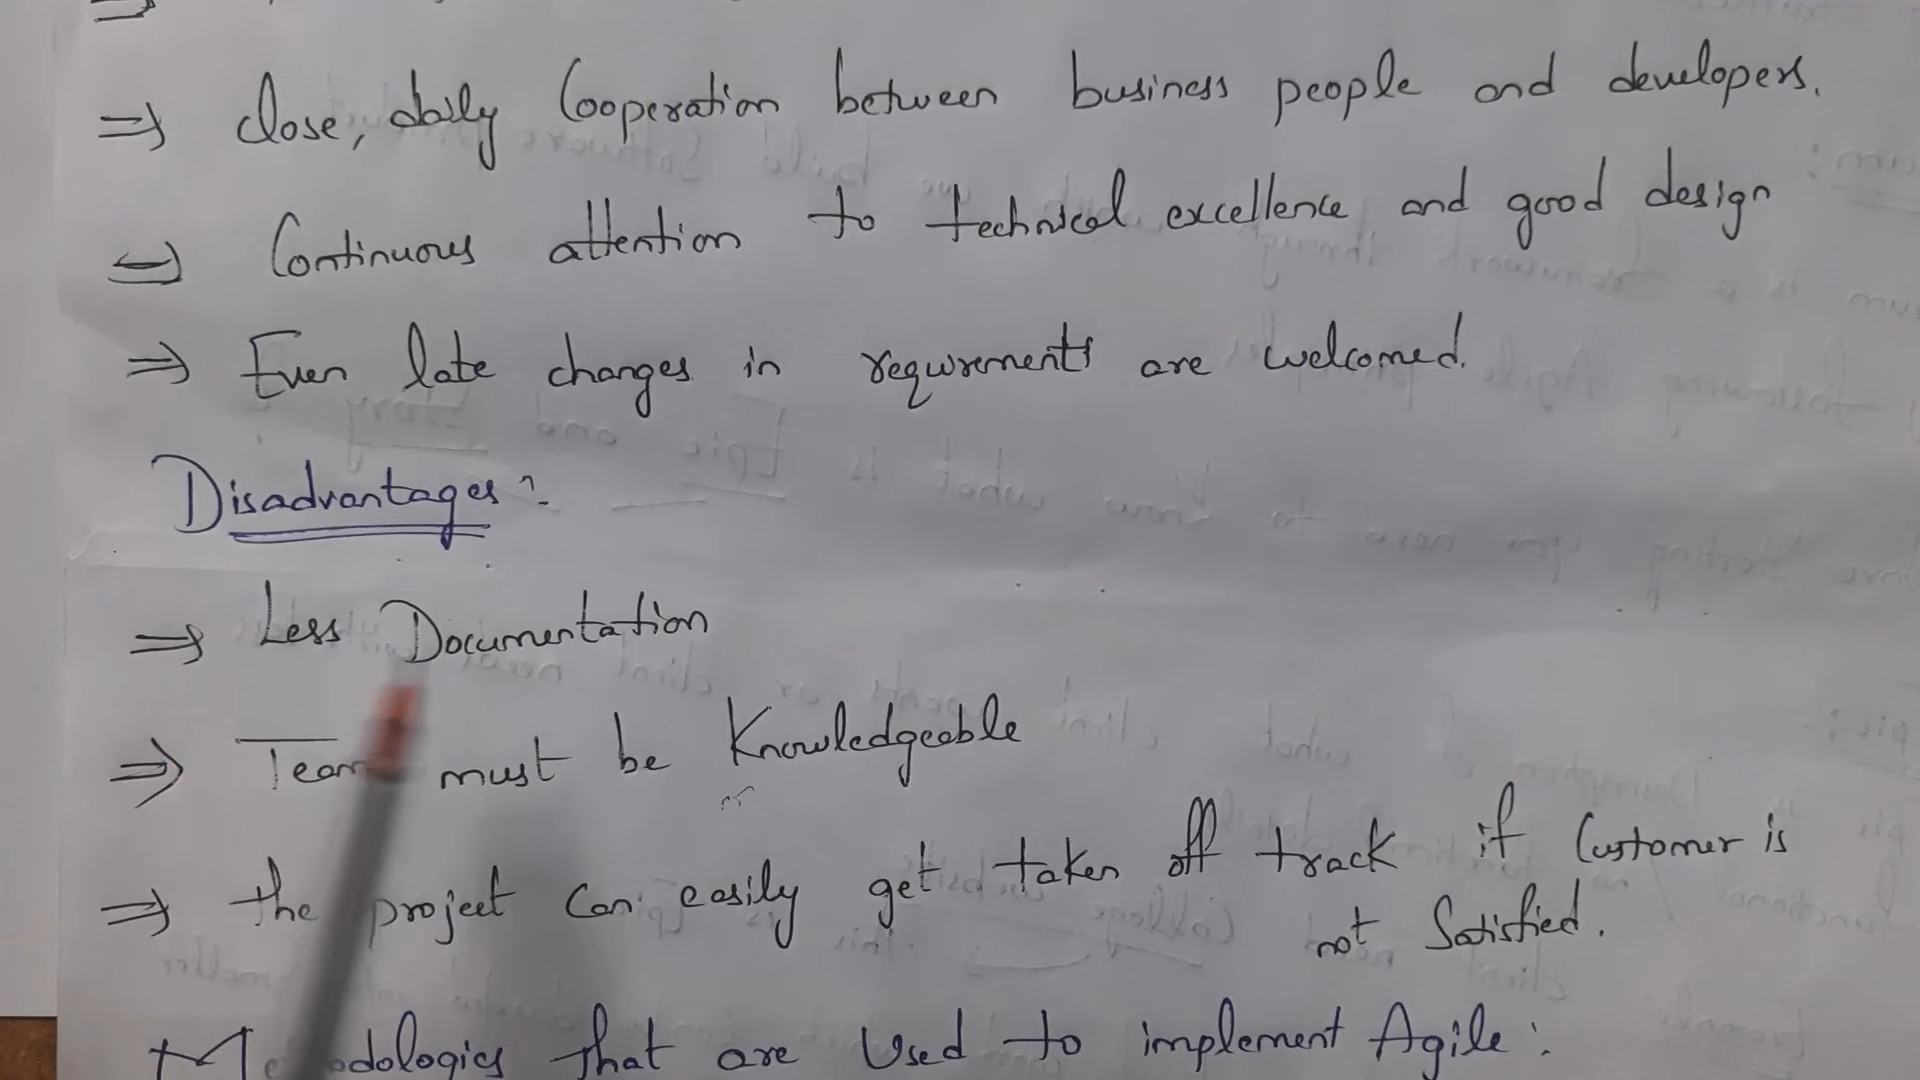 ⇒ close, daily Cooperation between business people and developers.
⇒ Continuous attention to technical excellence and good design
⇒ Even late changes in requirements are welcomed.
Disadvantages :
⇒ Less Documentation
⇒ Team must be Knowledgeable
⇒ the project can easily get taken off track if Customer is
not Satisfied.
Methodologies that are Used to implement Agile :